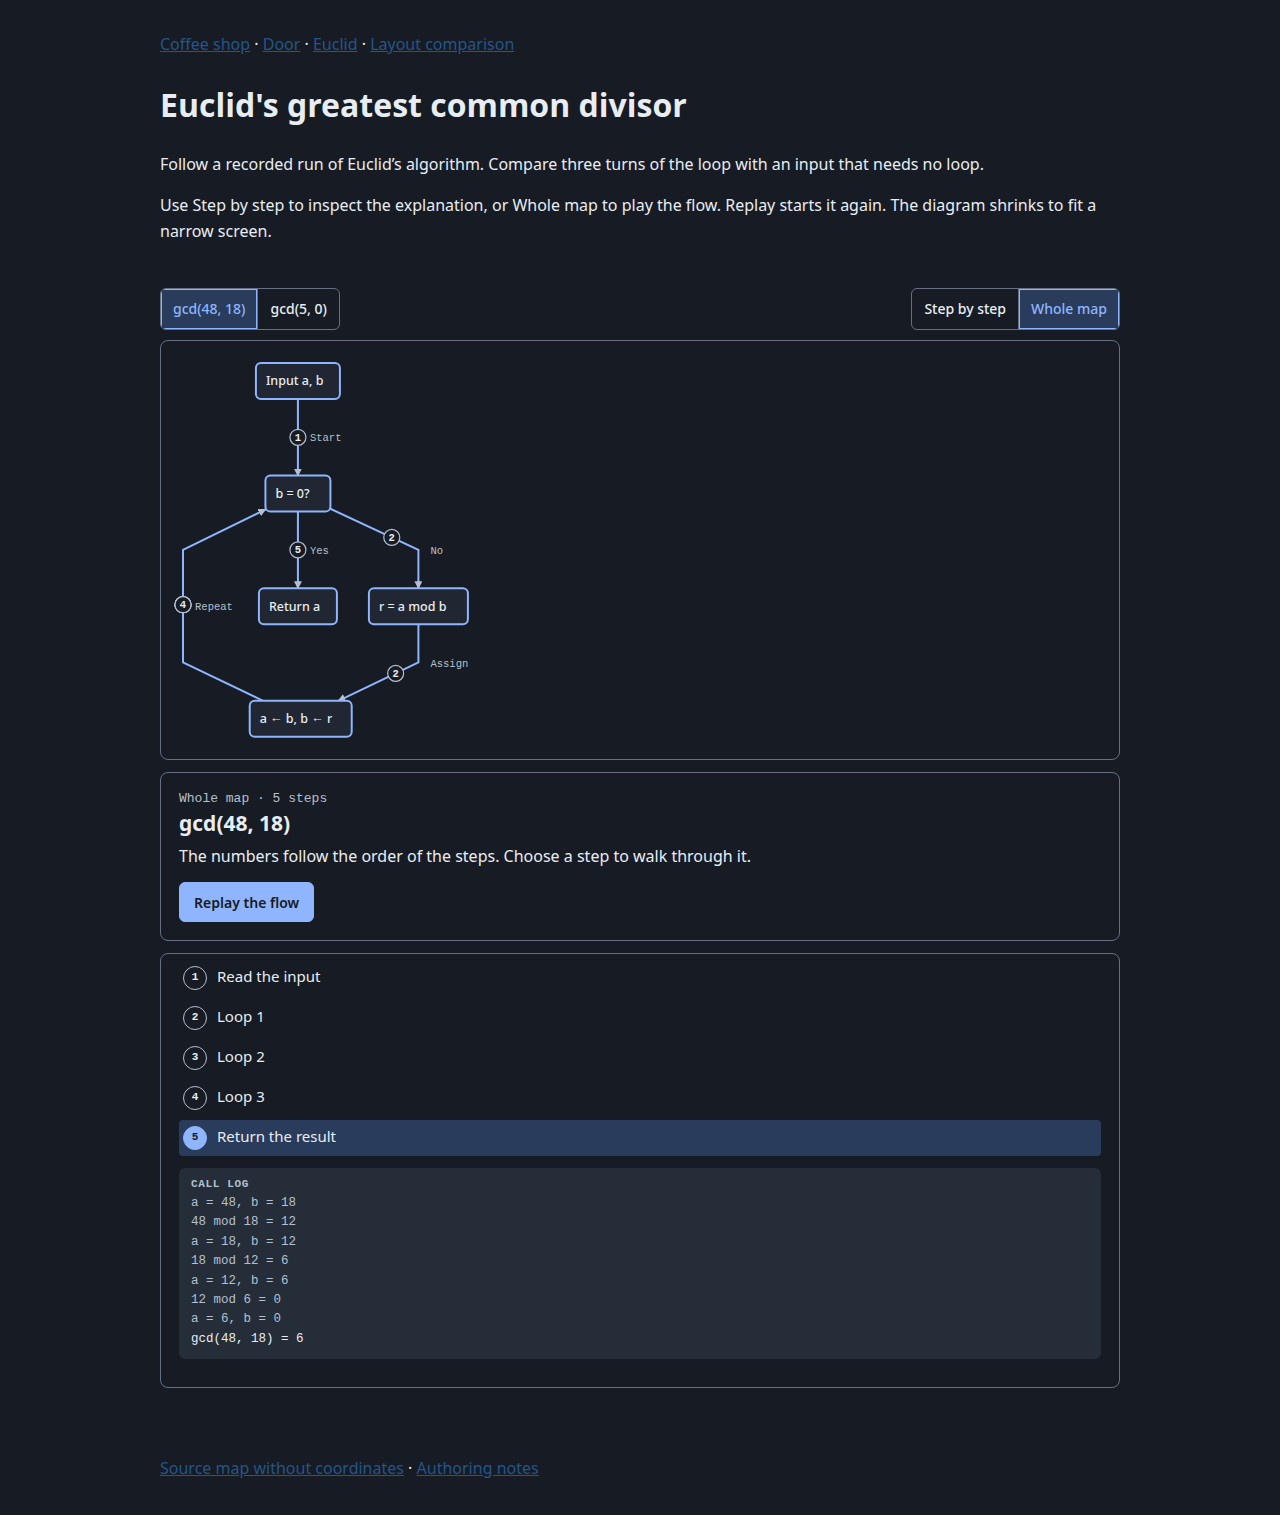 Coffee shop · Door · Euclid · Layout comparison
Euclid's greatest common divisor
Follow a recorded run of Euclid’s algorithm. Compare three turns of the loop with an input that needs no loop.
Use Step by step to inspect the explanation, or Whole map to play the flow. Replay starts it again. The diagram shrinks to fit a
narrow screen.
gcd(48, 18) gcd(5, 0) Step by step Whole map
Input a, b
1 Start
b = 0?
2
5 Yes No
4 Repeat Return a r = a mod b
2 Assign
a ← b, b ← r
Whole map · 5 steps
gcd(48, 18)
The numbers follow the order of the steps. Choose a step to walk through it.
Replay the flow
1 Read the input
2 Loop 1
3 Loop 2
4 Loop 3
5 Return the result
CALL LOG
a = 48, b = 18
48 mod 18 = 12
a = 18, b = 12
18 mod 12 = 6
a = 12, b = 6
12 mod 6 = 0
a = 6, b = 0
gcd(48, 18) = 6
Source map without coordinates · Authoring notes